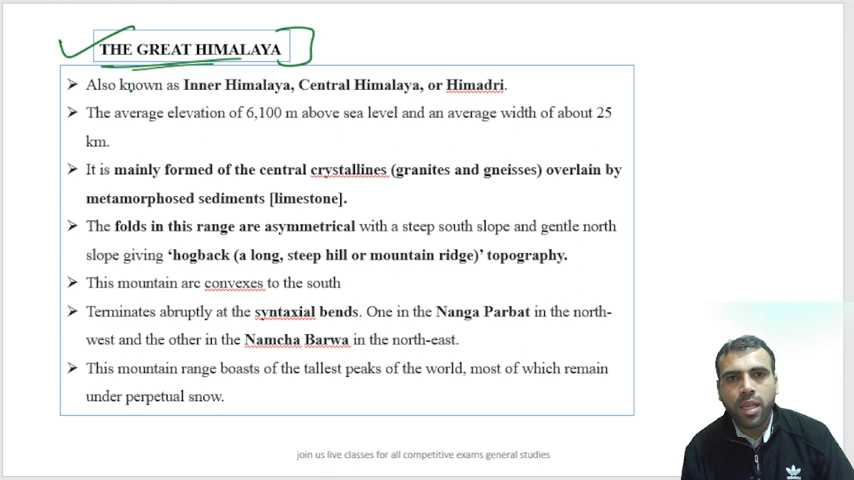 THE GREAT HIMALAYA
➢ Also known as Inner Himalaya, Central Himalaya, or Himadri.
➢ The average elevation of 6,100 m above sea level and an average width of about 25
km.
➢ It is mainly formed of the central crystallines (granites and gneisses) overlain by
metamorphosed sediments [limestone].
➢ The folds in this range are asymmetrical with a steep south slope and gentle north
slope giving ‘hogback (a long, steep hill or mountain ridge)’ topography.
➢ This mountain are convexes to the south
➢ Terminates abruptly at the syntaxial bends. One in the Nanga Parbat in the north-
west and the other in the Namcha Barwa in the north-east.
➢ This mountain range boasts of the tallest peaks of the world, most of which remain
under perpetual snow.
join us live classes for all competitive exams general studies
adidas